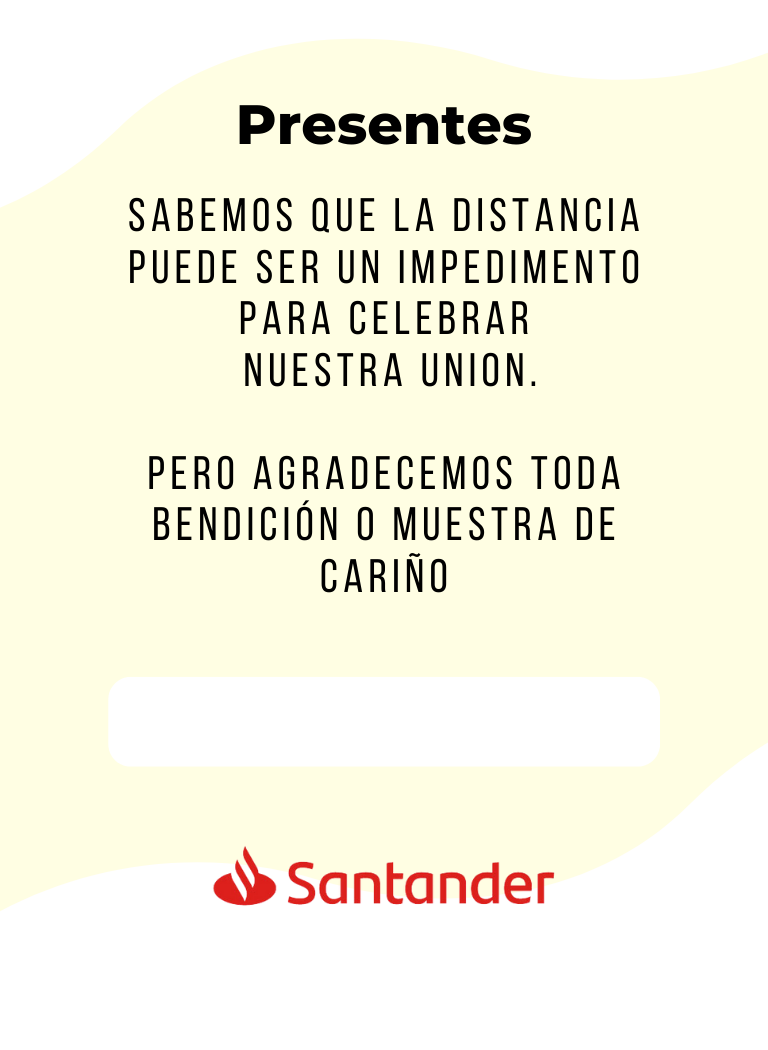 Presentes
SABEMOS QUE LA DISTANCIA
PUEDE SER UN IMPEDIMENTO
PARA CELEBRAR
NUESTRA UNION.
PERO AGRADECEMOS TODA
BENDICIÓN O MUESTRA DE
CARIÑO
Santander